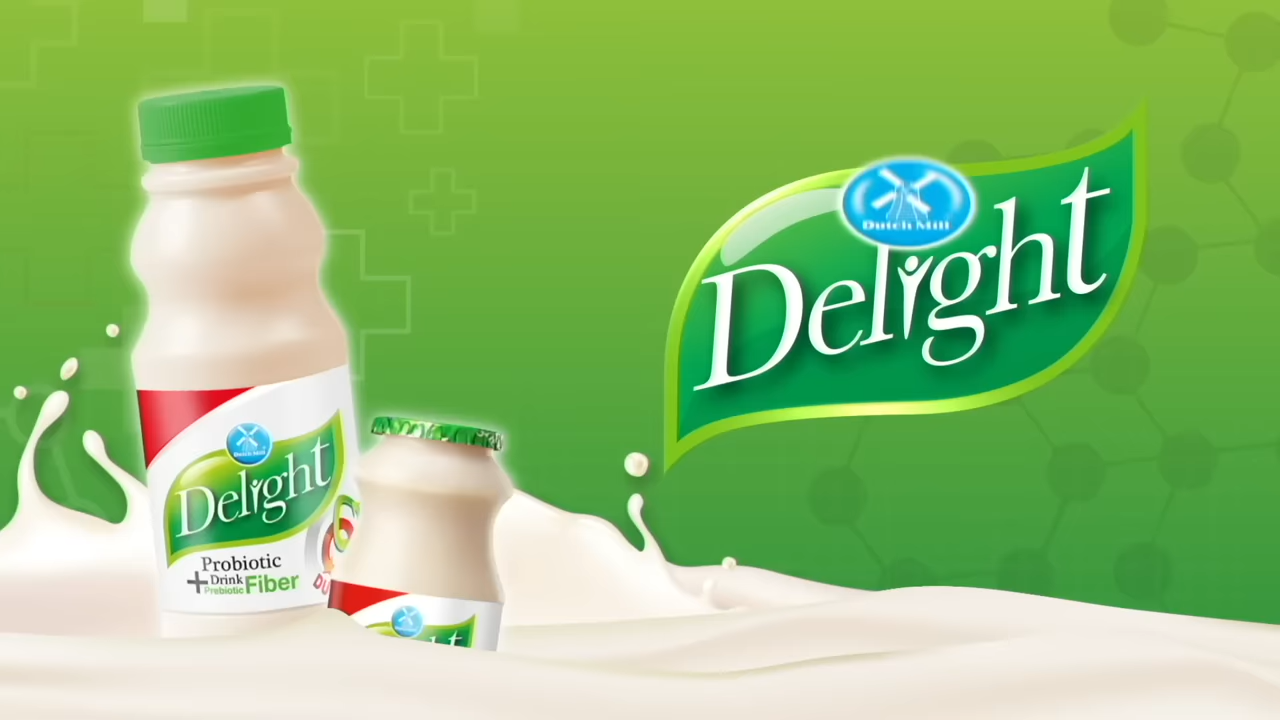 Dutch Mill
Delight
Dutch Mill
Delight
Probiotic
+Drink
Prebiotic Fiber